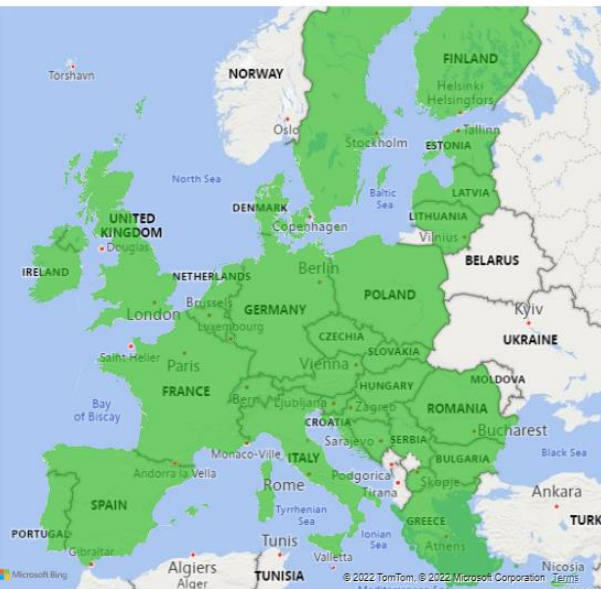 FINLAND
Torshavn
NORWAY
Helsinki
Helsingfors
Oslo
Tallinn
Stockholm
ESTONIA
North Sea
Baltic
Sea
LATVIA
DENMARK
LITHUANIA
UNITED
KINGDOM
Copenhagen
Vilnius
Douglas
BELARUS
IRELAND
NETHERLANDS
Berlin
POLAND
London
Brussels
GERMANY
Kyiv
Luxembourg
CZECHIA
UKRAINE
Saint Helier
Paris
Vienna
SLOVAKIA
FRANCE
Bern
HUNGARY
MOLDOVA
Bay
of Biscay
Ljubljana
Zagreb
ROMANIA
CROATIA
Bucharest
Monaco-Ville
ITALY
Sarajevo
SERBIA
Black Sea
Andorra la Vella
BULGARIA
Podgorica
Skopje
Rome
Tirana
Ankara
SPAIN
Tyrrhenian
Sea
GREECE
TURK
PORTUGAL
Ionian
Sea
Athens
Gibraltar
Tunis
Valletta
Algiers
Alger
TUNISIA
Nicosia
Microsoft Bing
© 2022 TomTom, © 2022 Microsoft Corporation Terms